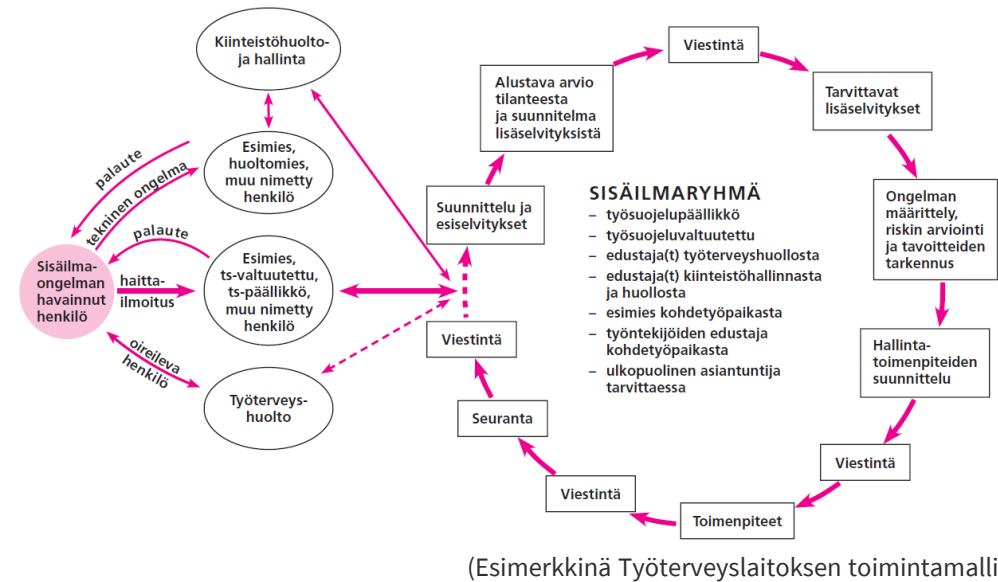 Kiinteistöhuolto-
ja hallinta
Esimies,
huoltomies,
muu nimetty
henkilö
palaute
tekninen ongelma
palaute
Sisäilma-
ongelman
havainnut
henkilö
haitta-
ilmoitus
Esimies,
ts-valtuutettu,
ts-päällikkö,
muu nimetty
henkilö
oireileva
henkilö
Työterveys-
huolto
Suunnittelu ja
esiselvitykset
Alustava arvio
tilanteesta
ja suunnitelma
lisäselvityksistä
Viestintä
Tarvittavat
lisäselvitykset
Ongelman
määrittely,
riskin arviointi
ja tavoitteiden
tarkennus
Hallinta-
toimenpiteiden
suunnittelu
Viestintä
Toimenpiteet
Viestintä
Seuranta
Viestintä
SISÄILMARYHMÄ
– työsuojelupäällikkö
– työsuojeluvaltuutettu
– edustaja(t) työterveyshuollosta
– edustaja(t) kiinteistöhallinnasta
ja huollosta
– esimies kohdetyöpaikasta
– työntekijöiden edustaja
kohdetyöpaikasta
– ulkopuolinen asiantuntija
tarvittaessa
(Esimerkkinä Työterveyslaitoksen toimintamalli